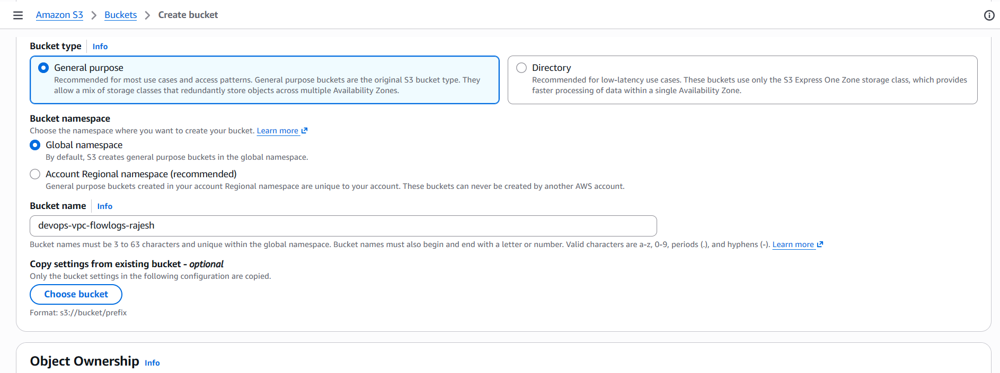 Amazon S3 > Buckets > Create bucket
Bucket type Info
General purpose
Recommended for most use cases and access patterns. General purpose buckets are the original S3 bucket type. They
allow a mix of storage classes that redundantly store objects across multiple Availability Zones.
Directory
Recommended for low-latency use cases. These buckets use only the S3 Express One Zone storage class, which provides
faster processing of data within a single Availability Zone.
Bucket namespace
Choose the namespace where you want to create your bucket. Learn more
Global namespace
By default, S3 creates general purpose buckets in the global namespace.
Account Regional namespace (recommended)
General purpose buckets created in your account Regional namespace are unique to your account. These buckets can never be created by another AWS account.
Bucket name Info
devops-vpc-flowlogs-rajesh
Bucket names must be 3 to 63 characters and unique within the global namespace. Bucket names must also begin and end with a letter or number. Valid characters are a-z, 0-9, periods (.), and hyphens (-). Learn more
Copy settings from existing bucket - optional
Only the bucket settings in the following configuration are copied.
Choose bucket
Format: s3://bucket/prefix
Object Ownership Info